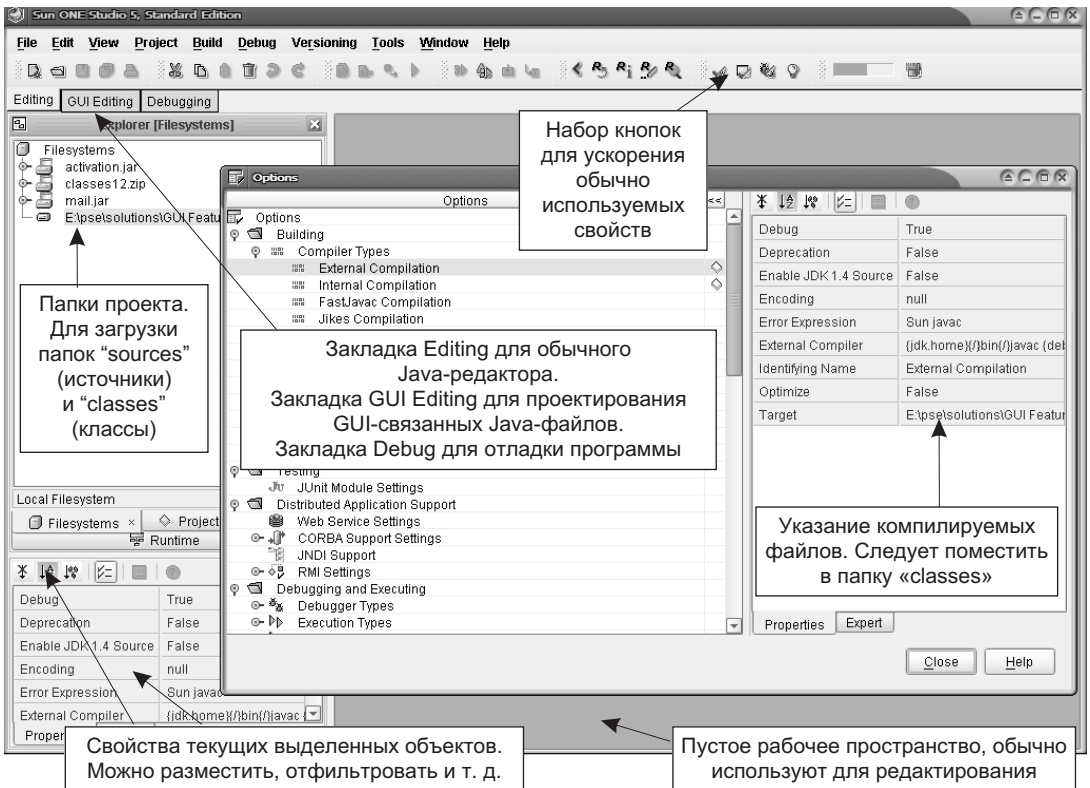 Sun ONE Studio 5, Standard Edition
File Edit View Project Build Debug Versioning Tools Window Help
Editing GUI Editing Debugging
Explorer [Filesystems]
Filesystems
activation.jar
classes12.zip
mail.jar
E:\pse\solutions\GUI Featu
Набор кнопок
для ускорения
обычно
используемых
свойств
Папки проекта.
Для загрузки
папок “sources”
(источники)
и “classes”
(классы)
Options
Options <<
Options
Building
Compiler Types
External Compilation
Internal Compilation
FastJavac Compilation
Jikes Compilation
Закладка Editing для обычного
Java-редактора.
Закладка GUI Editing для проектирования
GUI-связанных Java-файлов.
Закладка Debug для отладки программы
Testing
JUnit Module Settings
Distributed Application Support
Web Service Settings
CORBA Support Settings
JNDI Support
RMI Settings
Debugging and Executing
Debugger Types
Execution Types
Debug True
Deprecation False
Enable JDK 1.4 Source False
Encoding null
Error Expression Sun javac
External Compiler {jdk.home}{/}bin{/}javac {deb
Identifying Name External Compilation
Optimize False
Target E:\pse\solutions\GUI Featur
Указание компилируемых
файлов. Следует поместить
в папку «classes»
Properties Expert
Close Help
Local Filesystem
Filesystems × Project
Runtime
Debug True
Deprecation False
Enable JDK 1.4 Source False
Encoding null
Error Expression Sun javac
External Compiler {jdk.home}{/}bin{/}javac {
Proper
Свойства текущих выделенных объектов.
Можно разместить, отфильтровать и т. д.
Пустое рабочее пространство, обычно
используют для редактирования